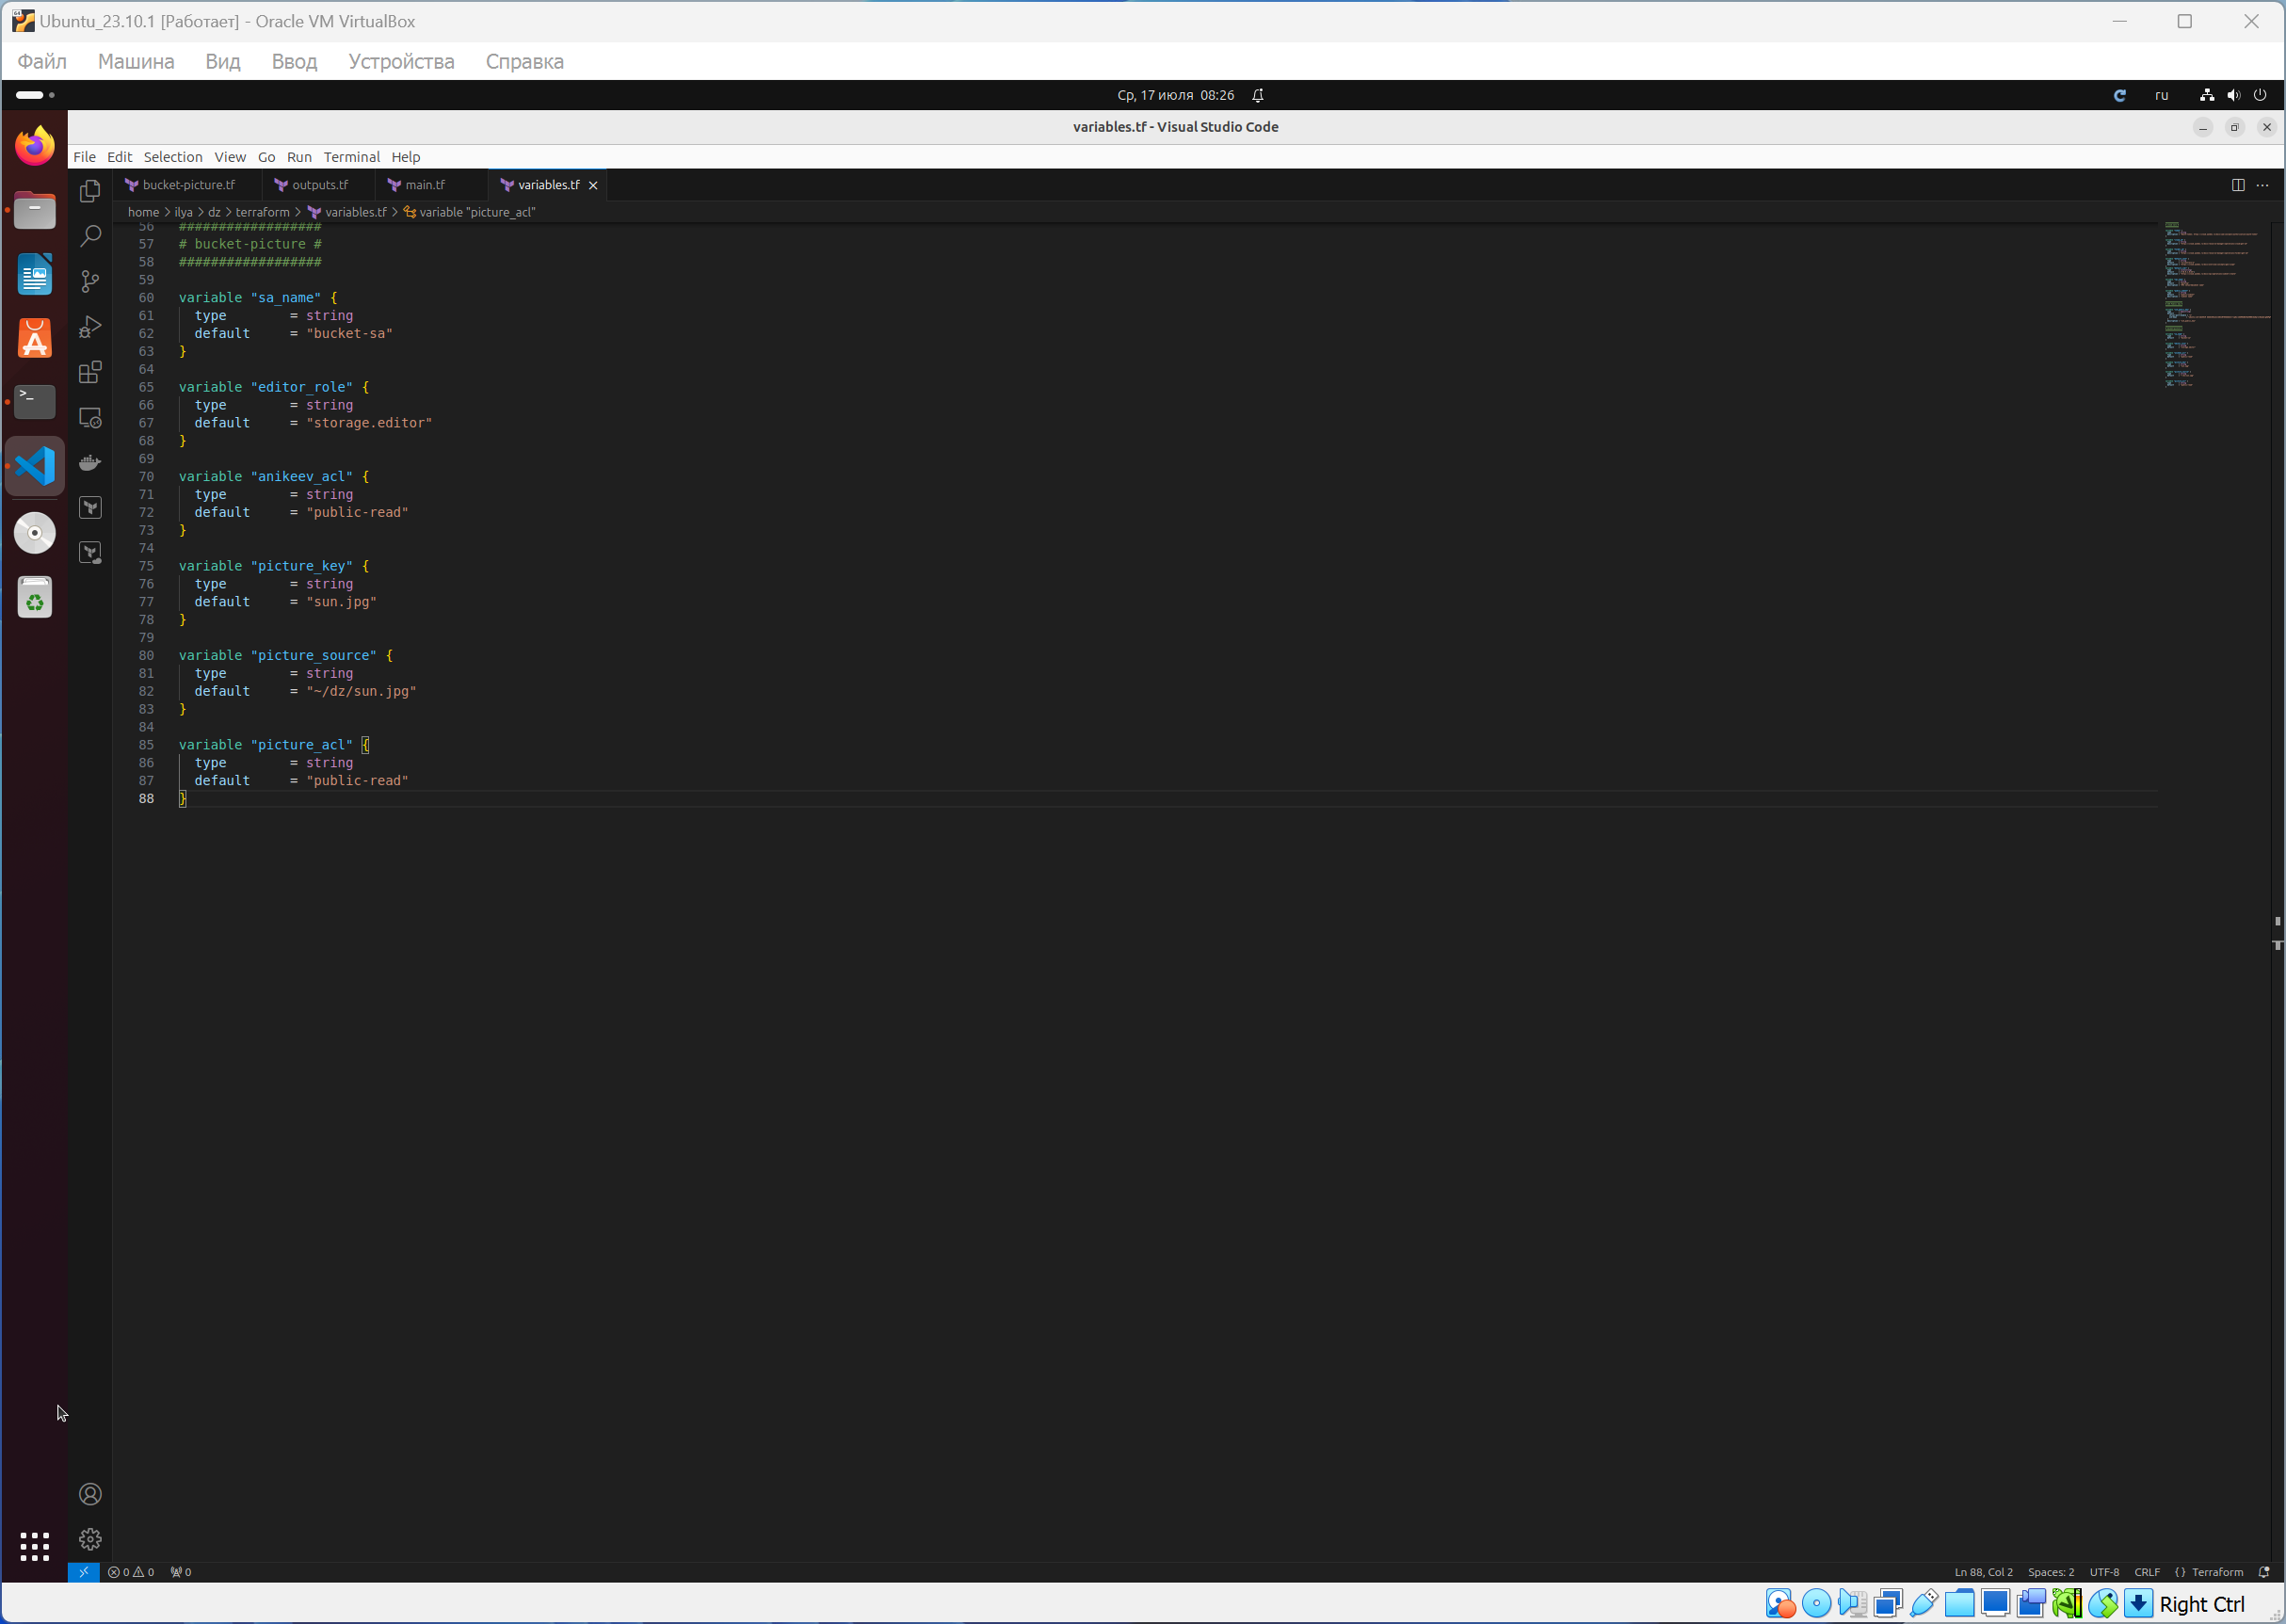 Ubuntu_23.10.1 [Работает] - Oracle VM VirtualBox
Файл Машина Вид Ввод Устройства Справка
Ср, 17 июля 08:26
ru
variables.tf - Visual Studio Code
File Edit Selection View Go Run Terminal Help
bucket-picture.tf outputs.tf main.tf variables.tf
home > ilya > dz > terraform > variables.tf > variable "picture_acl"
56 ##################
57 # bucket-picture #
58 ##################
59
60 variable "sa_name" {
61 type = string
62 default = "bucket-sa"
63 }
64
65 variable "editor_role" {
66 type = string
67 default = "storage.editor"
68 }
69
70 variable "anikeev_acl" {
71 type = string
72 default = "public-read"
73 }
74
75 variable "picture_key" {
76 type = string
77 default = "sun.jpg"
78 }
79
80 variable "picture_source" {
81 type = string
82 default = "~/dz/sun.jpg"
83 }
84
85 variable "picture_acl" {
86 type = string
87 default = "public-read"
88 }
0 0 0
Ln 88, Col 2 Spaces: 2 UTF-8 CRLF {} Terraform
Right Ctrl